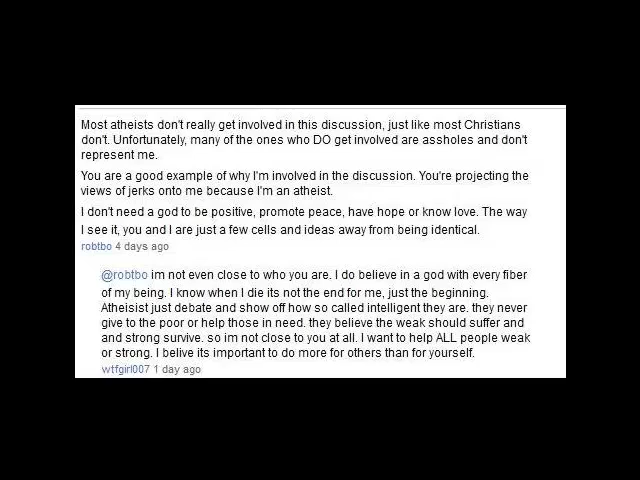 Most atheists don't really get involved in this discussion, just like most Christians
don't. Unfortunately, many of the ones who DO get involved are assholes and don't
represent me.
You are a good example of why I'm involved in the discussion. You're projecting the
views of jerks onto me because I'm an atheist.
I don't need a god to be positive, promote peace, have hope or know love. The way
I see it, you and I are just a few cells and ideas away from being identical.
robtbo 4 days ago
@robtbo im not even close to who you are. I do believe in a god with every fiber
of my being. I know when I die its not the end for me, just the beginning.
Atheisist just debate and show off how so called intelligent they are. they never
give to the poor or help those in need. they believe the weak should suffer and
and strong survive. so im not close to you at all. I want to help ALL people weak
or strong. I belive its important to do more for others than for yourself.
wtfgirl007 1 day ago